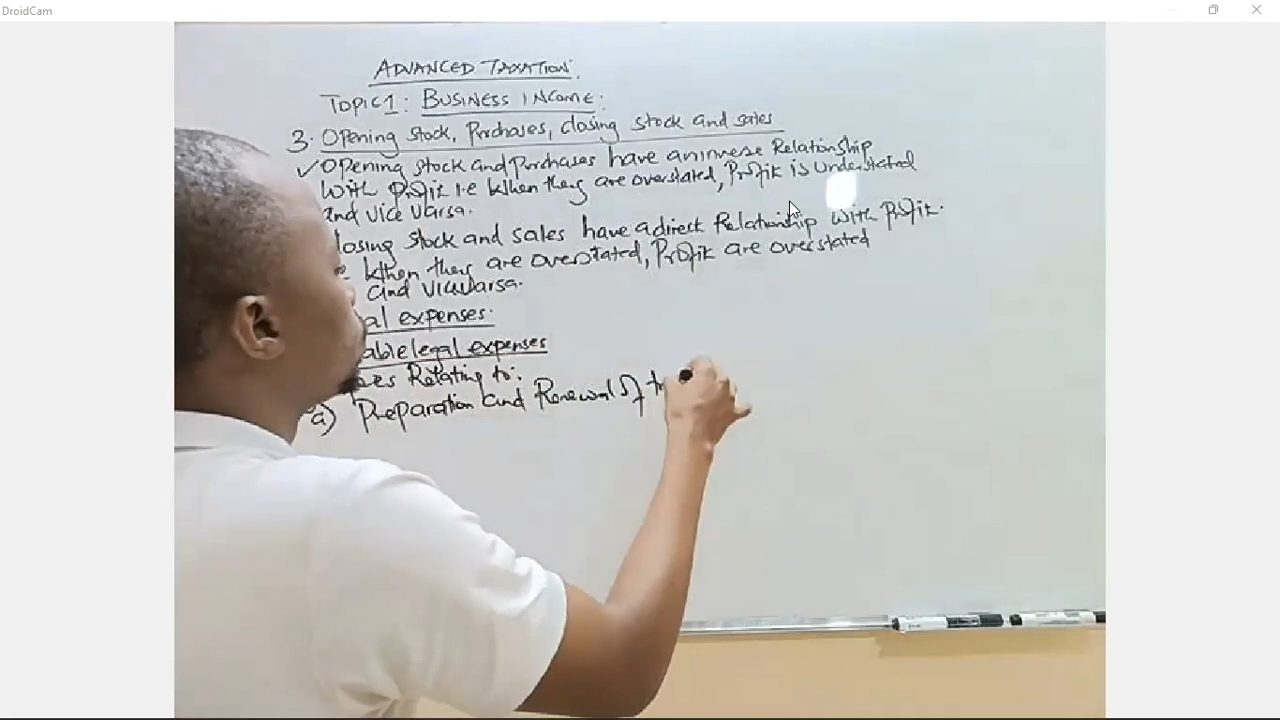 DroidCam
ADVANCED TAXATION.
TOPIC 1: BUSINESS INCOME:
3. Opening stock, Purchases, closing stock and sales
✓ Opening stock and Purchases have an inverse Relationship
With Profit i.e When they are overstated, Profit is Understated
and vice varsa.
losing stock and sales have a direct Relationship With Profit.
When they are overstated, Profit are overstated
and vice varsa.
al expenses:
able legal expenses
es Relating to:
a) Preparation and Renewal of